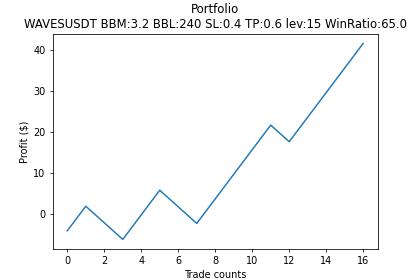 Portfolio
WAVESUSDT BBM:3.2 BBL:240 SL:0.4 TP:0.6 lev:15 WinRatio:65.0
40
30
20
10
0
Profit ($)
0 2 4 6 8 10 12 14 16
Trade counts